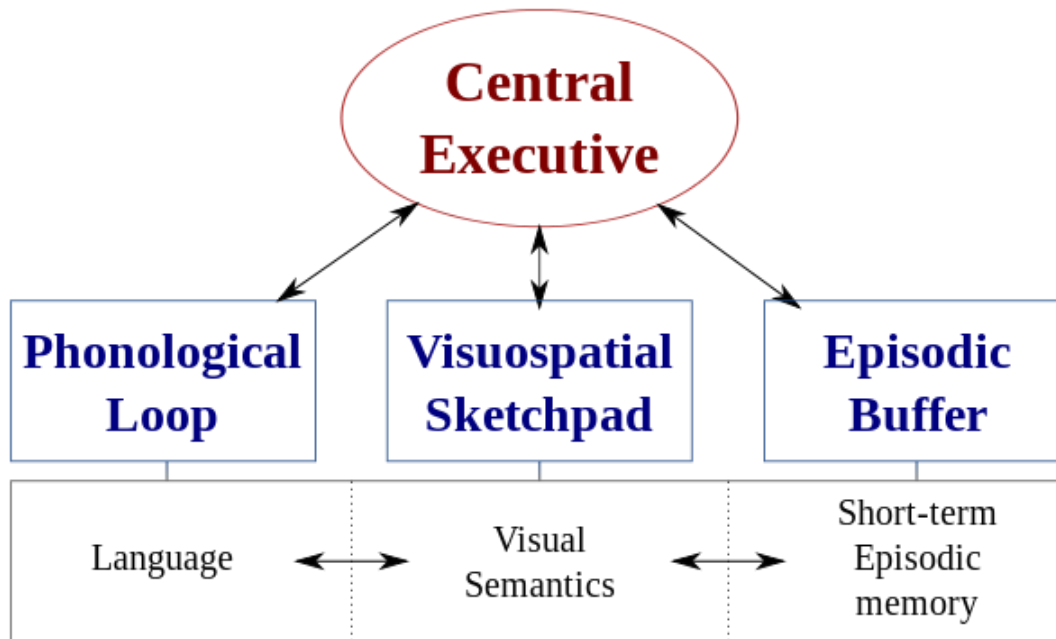 Central
Executive
Phonological
Loop
Visuospatial
Sketchpad
Episodic
Buffer
Language
Visual
Semantics
Short-term
Episodic
memory